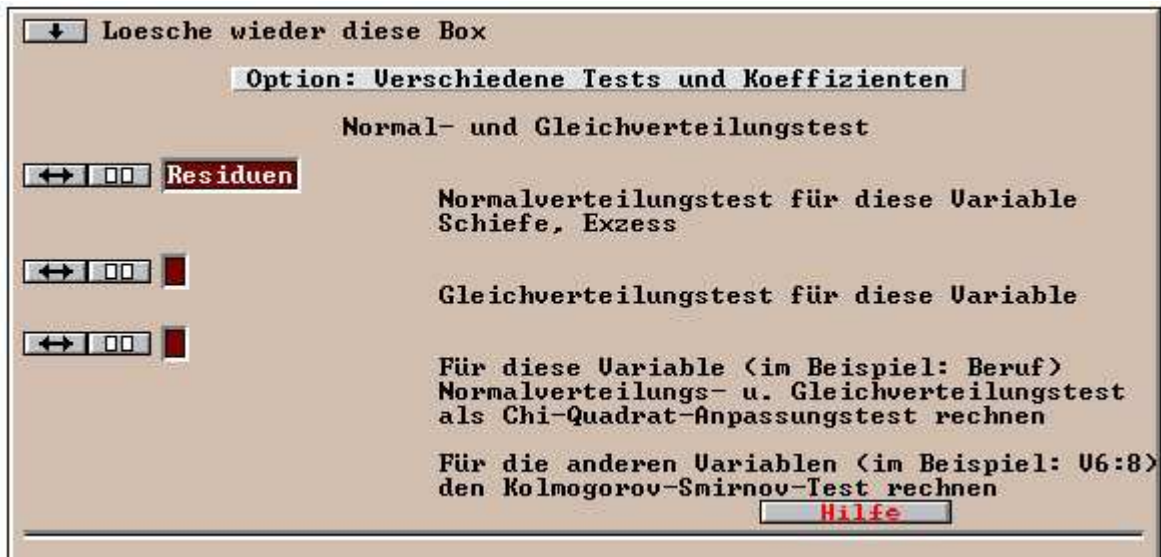 Loesche wieder diese Box
Option: Verschiedene Tests und Koeffizienten
Normal- und Gleichverteilungstest
Residuen
Normalverteilungstest für diese Variable
Schiefe, Exzess
Gleichverteilungstest für diese Variable
Für diese Variable (im Beispiel: Beruf)
Normalverteilungs- u. Gleichverteilungstest
als Chi-Quadrat-Anpassungstest rechnen
Für die anderen Variablen (im Beispiel: V6:8)
den Kolmogorov-Smirnov-Test rechnen
Hilfe